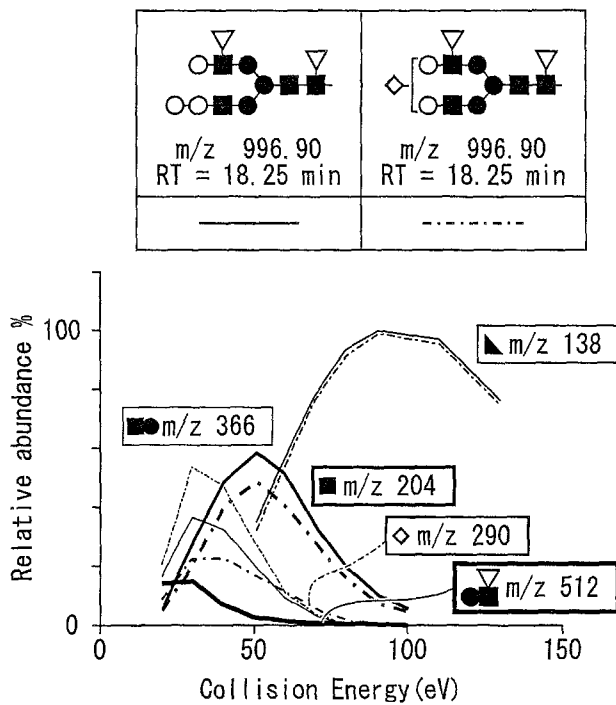 m/z 996.90
RT = 18.25 min
m/z 996.90
RT = 18.25 min
Relative abundance %
100
0
m/z 138
m/z 366
m/z 204
m/z 290
m/z 512
0
50
100
150
Collision Energy(eV)